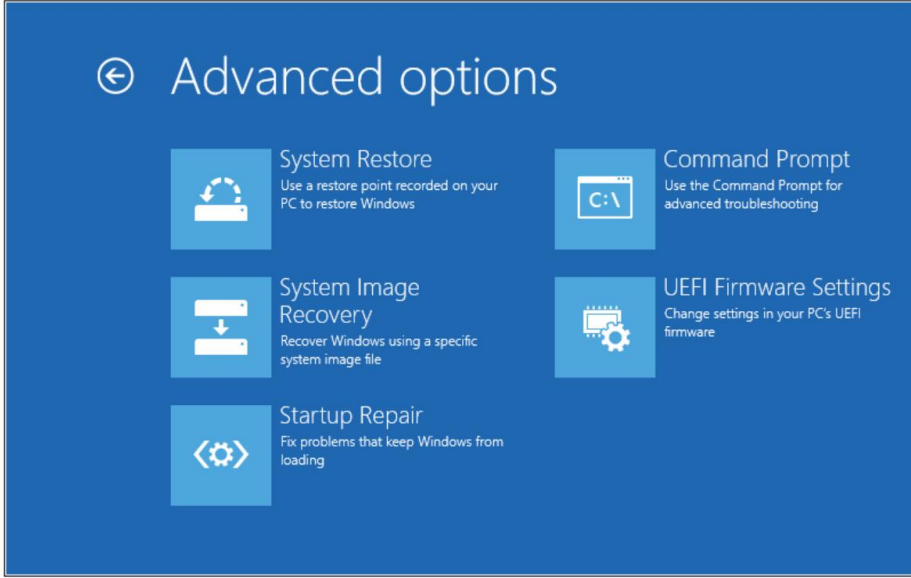 Advanced options
System Restore
Use a restore point recorded on your
PC to restore Windows
System Image
Recovery
Recover Windows using a specific
system image file
Startup Repair
Fix problems that keep Windows from
loading
C:\
Command Prompt
Use the Command Prompt for
advanced troubleshooting
UEFI Firmware Settings
Change settings in your PC's UEFI
firmware